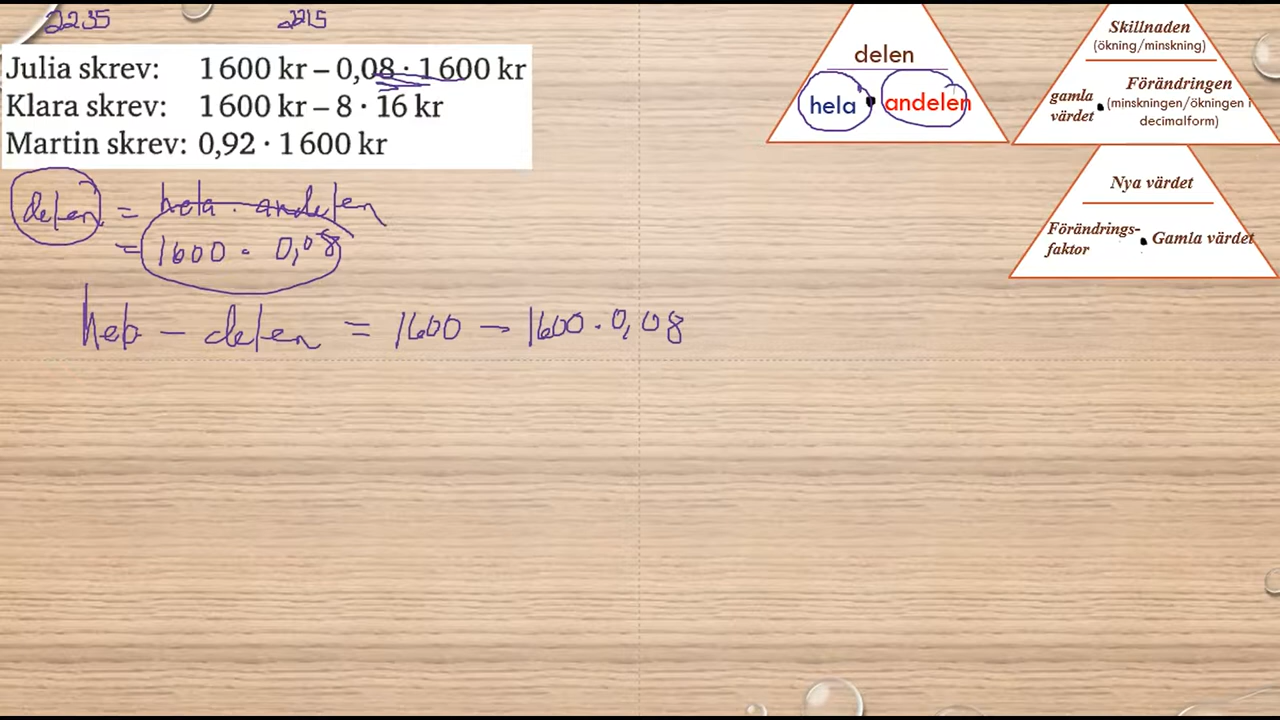 2235 2215
Julia skrev: 1 600 kr – 0,08 · 1 600 kr
Klara skrev: 1 600 kr – 8 · 16 kr
Martin skrev: 0,92 · 1 600 kr
delen = hela · andelen
= 1600 · 0,08
hela – delen = 1600 – 1600 · 0,08
delen
hela · andelen
Skillnaden
(ökning/minskning)
gamla
värdet
·
Förändringen
(minskningen/ökningen i
decimalform)
Nya värdet
Förändrings-
faktor
· Gamla värdet